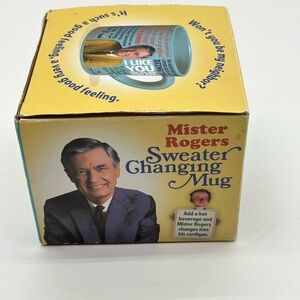 It's such a good feeling, a very good feeling.
Won't you be my neighbor?
I LIKE
YOU
Mister
Rogers
Sweater
Changing
Mug
Add a hot
beverage and
Mister Rogers
changes into
his cardigan.